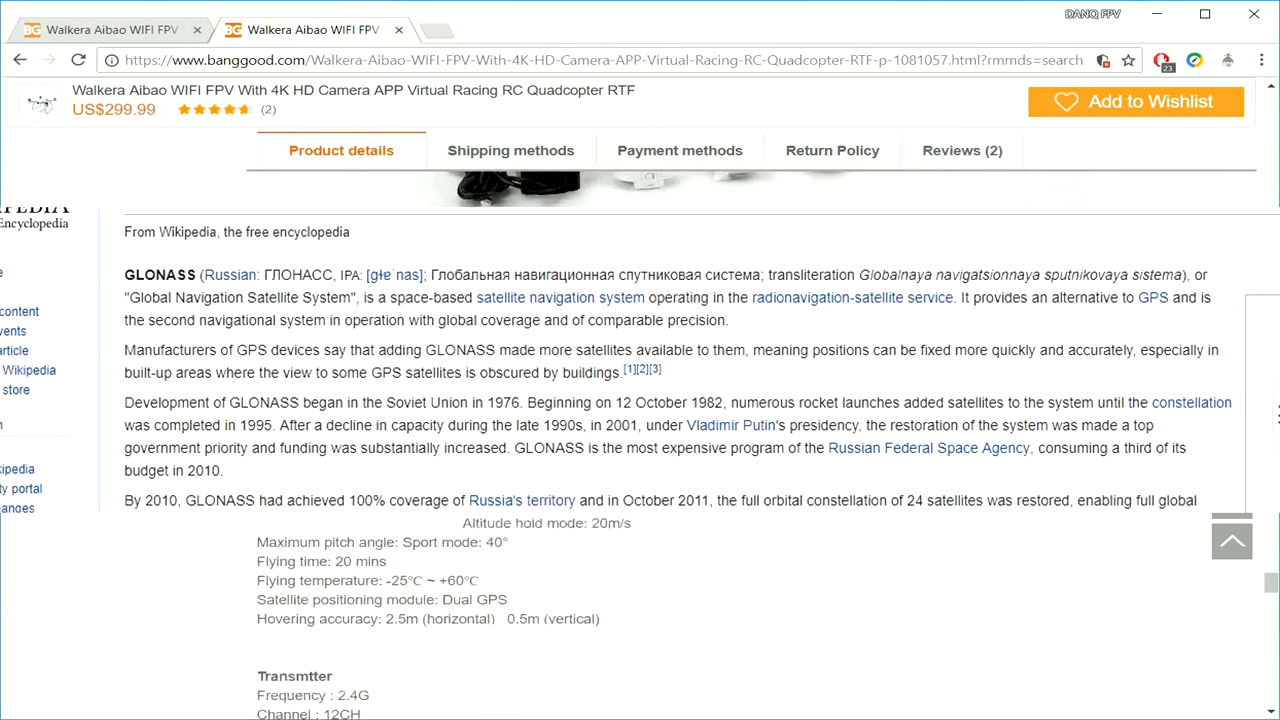 DANQ FPV
BG Walkera Aibao WIFI FPV
BG Walkera Aibao WIFI FPV
https://www.banggood.com/Walkera-Aibao-WIFI-FPV-With-4K-HD-Camera-APP-Virtual-Racing-RC-Quadcopter-RTF-p-1081057.html?rmmds=search
23
Walkera Aibao WIFI FPV With 4K HD Camera APP Virtual Racing RC Quadcopter RTF
US$299.99 (2)
Add to Wishlist
Product details Shipping methods Payment methods Return Policy Reviews (2)
Encyclopedia
From Wikipedia, the free encyclopedia
GLONASS (Russian: ГЛОНАСС, IPA: [ɡɫɐˈnas]; Глобальная навигационная спутниковая система; transliteration Globalnaya navigatsionnaya sputnikovaya sistema), or
"Global Navigation Satellite System", is a space-based satellite navigation system operating in the radionavigation-satellite service. It provides an alternative to GPS and is
the second navigational system in operation with global coverage and of comparable precision.
Manufacturers of GPS devices say that adding GLONASS made more satellites available to them, meaning positions can be fixed more quickly and accurately, especially in
built-up areas where the view to some GPS satellites is obscured by buildings.[1][2][3]
Development of GLONASS began in the Soviet Union in 1976. Beginning on 12 October 1982, numerous rocket launches added satellites to the system until the constellation
was completed in 1995. After a decline in capacity during the late 1990s, in 2001, under Vladimir Putin's presidency, the restoration of the system was made a top
government priority and funding was substantially increased. GLONASS is the most expensive program of the Russian Federal Space Agency, consuming a third of its
budget in 2010.
By 2010, GLONASS had achieved 100% coverage of Russia's territory and in October 2011, the full orbital constellation of 24 satellites was restored, enabling full global
content
vents
article
Wikipedia
store
kipedia
ty portal
anges
Altitude hold mode: 20m/s
Maximum pitch angle: Sport mode: 40°
Flying time: 20 mins
Flying temperature: -25℃ ~ +60℃
Satellite positioning module: Dual GPS
Hovering accuracy: 2.5m (horizontal) 0.5m (vertical)
Transmtter
Frequency : 2.4G
Channel : 12CH